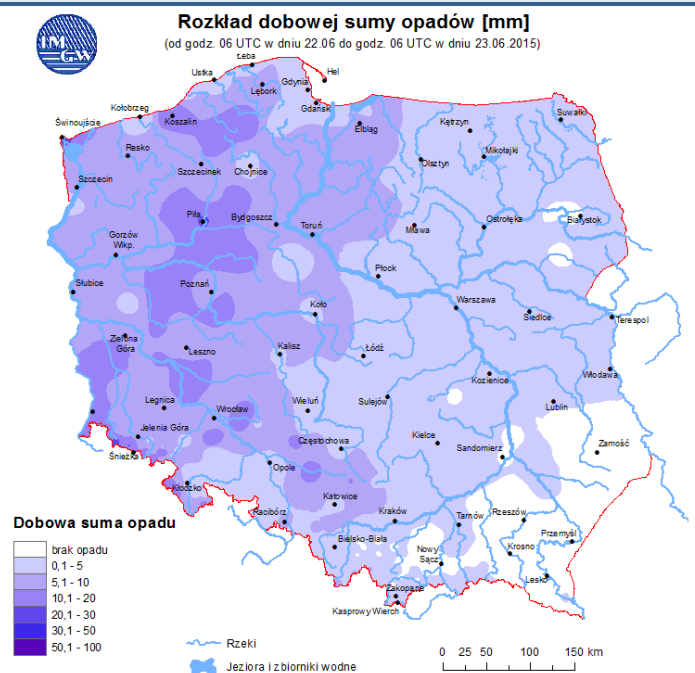 Rozkład dobowej sumy opadów [mm]
(od godz. 06 UTC w dniu 22.06 do godz. 06 UTC w dniu 23.06.2015)
IM
GW
Łeba
Ustka
Hel
Gdynia
Lębork
Gdańsk
Kołobrzeg
Koszalin
Świnoujście
Elbląg
Kętrzyn
Suwałki
Resko
Szczecinek
Chojnice
Olsztyn
Mikołajki
Szczecin
Piła
Bydgoszcz
Toruń
Mława
Ostrołęka
Białystok
Gorzów
Wlkp.
Płock
Słubice
Poznań
Koło
Warszawa
Siedlce
Terespol
Zielona
Góra
Leszno
Kalisz
Łódź
Kozienice
Włodawa
Legnica
Wrocław
Wieluń
Sulejów
Lublin
Jelenia Góra
Częstochowa
Kielce
Sandomierz
Zamość
Śnieżka
Opole
Kłodzko
Katowice
Racibórz
Kraków
Tarnów
Rzeszów
Przemyśl
Bielsko-Biała
Nowy
Sącz
Krosno
Lesko
Zakopane
Kasprowy Wierch
Dobowa suma opadu
brak opadu
0,1 - 5
5,1 - 10
10,1 - 20
20,1 - 30
30,1 - 50
50,1 - 100
Rzeki
Jeziora i zbiorniki wodne
0 25 50 100 150 km